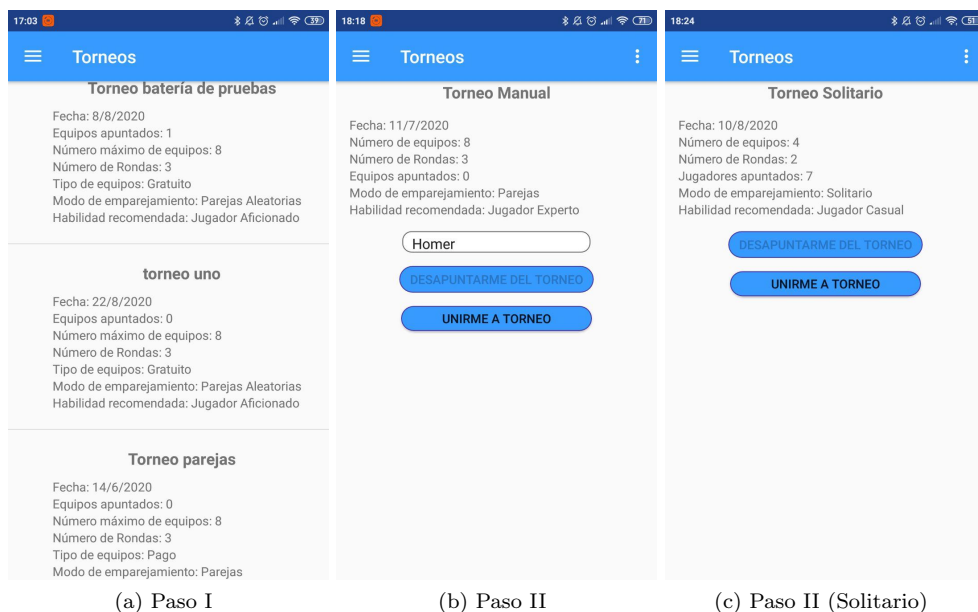 17:03
39
Torneos
Torneo batería de pruebas
Fecha: 8/8/2020
Equipos apuntados: 1
Número máximo de equipos: 8
Número de Rondas: 3
Tipo de equipos: Gratuito
Modo de emparejamiento: Parejas Aleatorias
Habilidad recomendada: Jugador Aficionado
torneo uno
Fecha: 22/8/2020
Equipos apuntados: 0
Número máximo de equipos: 8
Número de Rondas: 3
Tipo de equipos: Gratuito
Modo de emparejamiento: Parejas Aleatorias
Habilidad recomendada: Jugador Aficionado
Torneo parejas
Fecha: 14/6/2020
Equipos apuntados: 0
Número máximo de equipos: 8
Número de Rondas: 3
Tipo de equipos: Pago
Modo de emparejamiento: Parejas
(a) Paso I
18:18
71
Torneos
Torneo Manual
Fecha: 11/7/2020
Número de equipos: 8
Número de Rondas: 3
Equipos apuntados: 0
Modo de emparejamiento: Parejas
Habilidad recomendada: Jugador Experto
Homer
DESAPUNTARME DEL TORNEO
UNIRME A TORNEO
(b) Paso II
18:24
51
Torneos
Torneo Solitario
Fecha: 10/8/2020
Número de equipos: 4
Número de Rondas: 2
Jugadores apuntados: 7
Modo de emparejamiento: Solitario
Habilidad recomendada: Jugador Casual
DESAPUNTARME DEL TORNEO
UNIRME A TORNEO
(c) Paso II (Solitario)